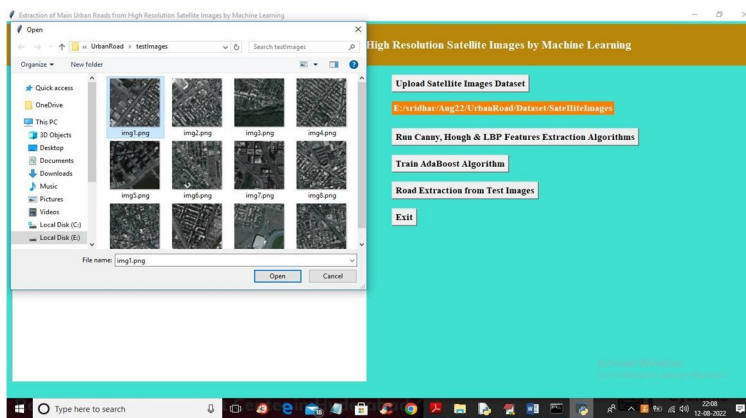 Extraction of Main Urban Roads from High Resolution Satellite Images by Machine Learning
Open
« UrbanRoad > testImages
Search testImages
High Resolution Satellite Images by Machine Learning
Organize
New folder
Quick access
OneDrive
This PC
3D Objects
Desktop
Documents
Downloads
Music
Pictures
Videos
Local Disk (C:)
Local Disk (E:)
img1.png
img2.png
img3.png
img4.png
img5.png
img6.png
img7.png
img8.png
File name:
img1.png
Open
Cancel
Upload Satellite Images Dataset
E:/sridhar/Aug22/UrbanRoad/Dataset/SatelliteImages
Run Canny, Hough & LBP Features Extraction Algorithms
Train AdaBoost Algorithm
Road Extraction from Test Images
Exit
Type here to search
22:08
12-08-2022